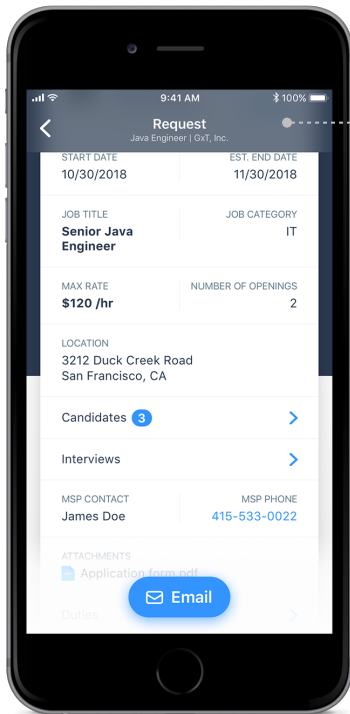 9:41 AM
100%
Request
Java Engineer | GxT, Inc.
START DATE
EST. END DATE
10/30/2018
11/30/2018
JOB TITLE
JOB CATEGORY
Senior Java
Engineer
IT
MAX RATE
NUMBER OF OPENINGS
$120 /hr
2
LOCATION
3212 Duck Creek Road
San Francisco, CA
Candidates 3
Interviews
MSP CONTACT
MSP PHONE
James Doe
415-533-0022
ATTACHMENTS
Application form.pdf
Email
Duties